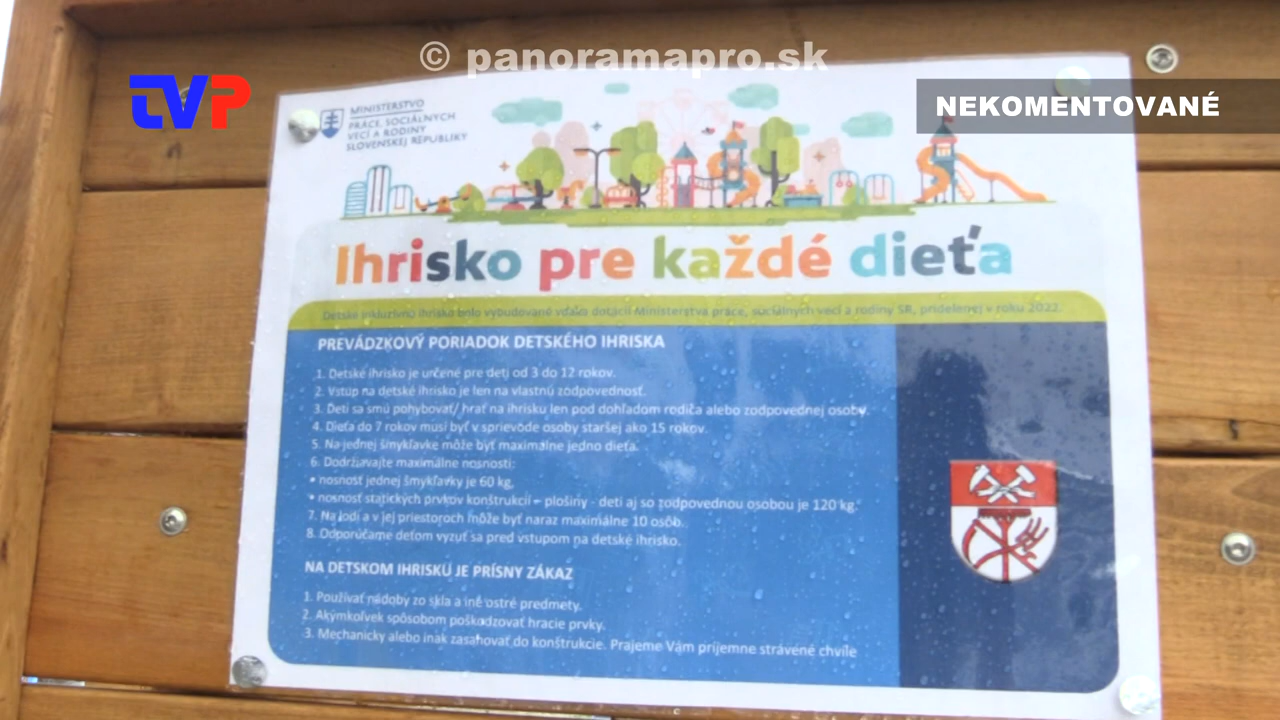 © panoramapro.sk
TVP
NEKOMENTOVANÉ
MINISTERSTVO
PRÁCE, SOCIÁLNYCH
VECÍ A RODINY
SLOVENSKEJ REPUBLIKY
Ihrisko pre každé dieťa
Detské inkluzívne ihrisko bolo vybudované vďaka dotácii Ministerstva práce, sociálnych vecí a rodiny SR, pridelenej v roku 2022.
PREVÁDZKOVÝ PORIADOK DETSKÉHO IHRISKA
1. Detské ihrisko je určené pre deti od 3 do 12 rokov.
2. Vstup na detské ihrisko je len na vlastnú zodpovednosť.
3. Deti sa smú pohybovať/ hrať na ihrisku len pod dohľadom rodiča alebo zodpovednej osoby.
4. Dieťa do 7 rokov musí byť v sprievode osoby staršej ako 15 rokov.
5. Na jednej šmykľavke môže byť maximálne jedno dieťa.
6. Dodržiavajte maximálne nosnosti:
• nosnosť jednej šmykľavky je 60 kg,
• nosnosť statických prvkov konštrukcií – plošiny - deti aj so zodpovednou osobou je 120 kg.
7. Na lodi a v jej priestoroch môže byť naraz maximálne 10 osôb.
8. Odporúčame deťom vyzuť sa pred vstupom na detské ihrisko.
NA DETSKOM IHRISKU JE PRÍSNY ZÁKAZ
1. Používať nádoby zo skla a iné ostré predmety.
2. Akýmkoľvek spôsobom poškodzovať hracie prvky.
3. Mechanicky alebo inak zasahovať do konštrukcie. Prajeme Vám príjemne strávené chvíle